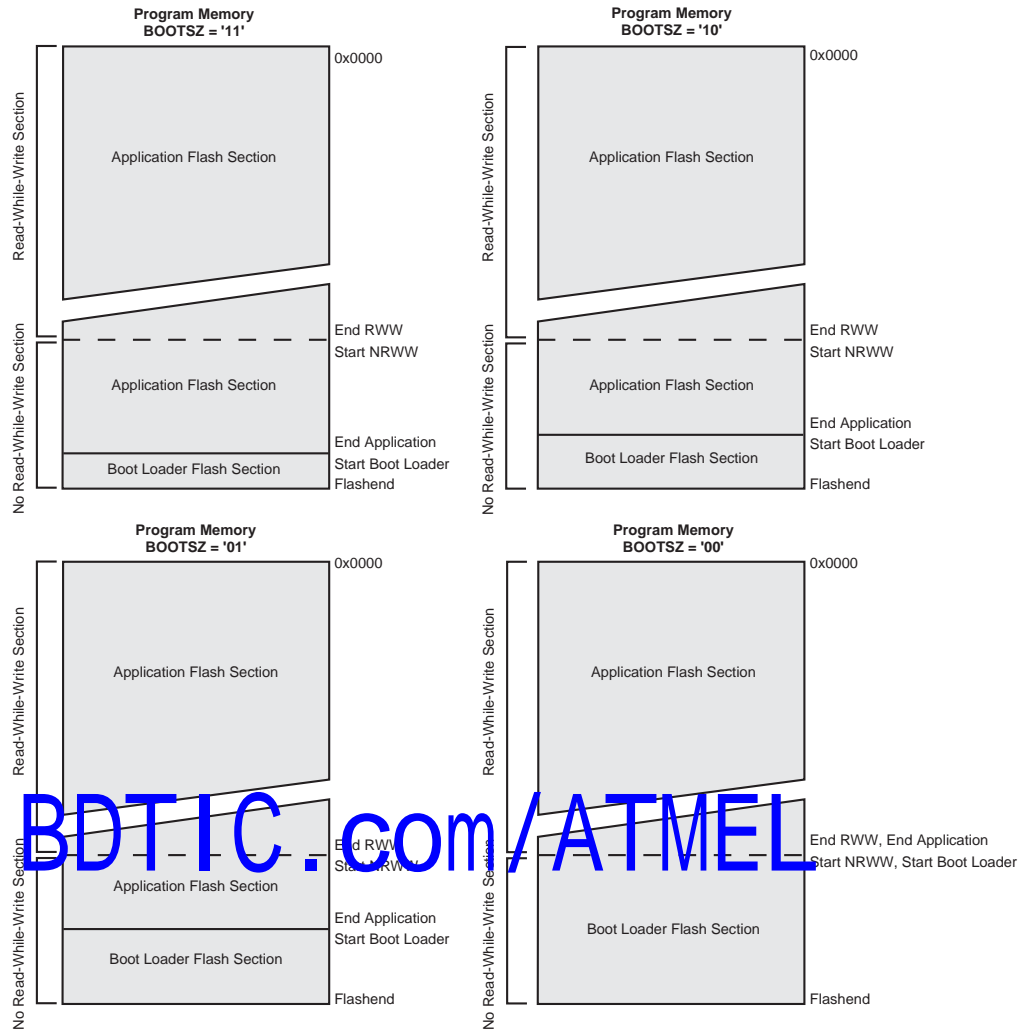 Program Memory
BOOTSZ = '11'
0x0000
Read-While-Write Section
Application Flash Section
End RWW
Start NRWW
No Read-While-Write Section
Application Flash Section
End Application
Start Boot Loader
Boot Loader Flash Section
Flashend
Program Memory
BOOTSZ = '10'
0x0000
Read-While-Write Section
Application Flash Section
End RWW
Start NRWW
No Read-While-Write Section
Application Flash Section
End Application
Start Boot Loader
Boot Loader Flash Section
Flashend
Program Memory
BOOTSZ = '01'
0x0000
Read-While-Write Section
Application Flash Section
End RWW
Start NRWW
No Read-While-Write Section
Application Flash Section
End Application
Start Boot Loader
Boot Loader Flash Section
Flashend
Program Memory
BOOTSZ = '00'
0x0000
Read-While-Write Section
Application Flash Section
End RWW, End Application
Start NRWW, Start Boot Loader
No Read-While-Write Section
Boot Loader Flash Section
Flashend
BDTIC.com/ATMEL